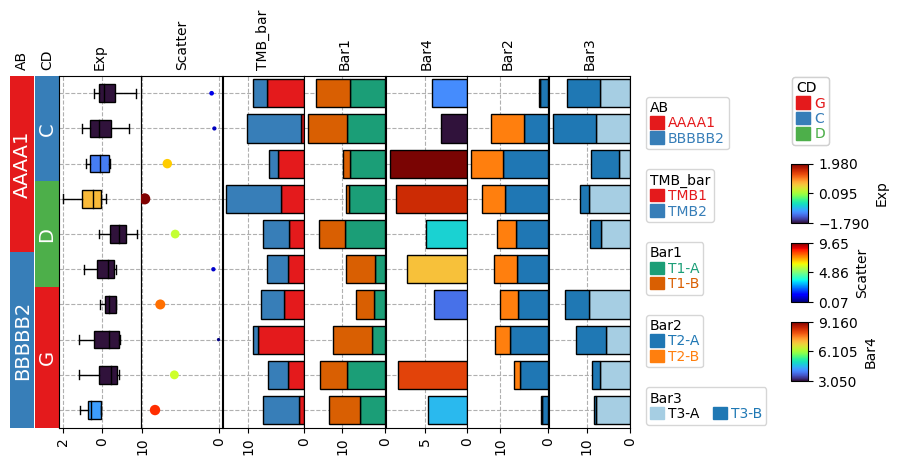 AB
CD
Exp
Scatter
TMB_bar
Bar1
Bar4
Bar2
Bar3
AAAA1
BBBBB2
C
D
G
2 0
10 0
10 0
10 0
5 0
10 0
10 0
AB
AAAA1
BBBBB2
TMB_bar
TMB1
TMB2
Bar1
T1-A
T1-B
Bar2
T2-A
T2-B
Bar3
T3-A T3-B
CD
G
C
D
1.980
0.095
−1.790
Exp
9.65
4.86
0.07
Scatter
9.160
6.105
3.050
Bar4